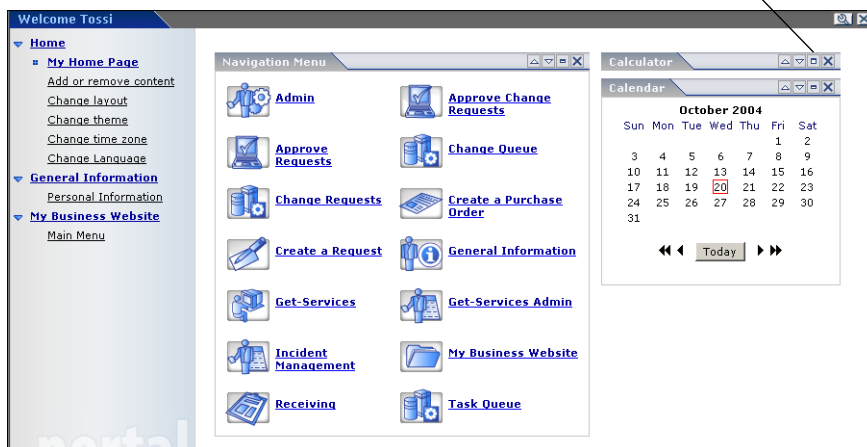 Welcome Tossi
Home
My Home Page
Add or remove content
Change layout
Change theme
Change time zone
Change Language
General Information
Personal Information
My Business Website
Main Menu
portal
Navigation Menu
Admin
Approve Change
Requests
Approve
Requests
Change Queue
Change Requests
Create a Purchase
Order
Create a Request
General Information
Get-Services
Get-Services Admin
Incident
Management
My Business Website
Receiving
Task Queue
Calculator
Calendar
October 2004
Sun Mon Tue Wed Thu Fri Sat
1 2
3 4 5 6 7 8 9
10 11 12 13 14 15 16
17 18 19 20 21 22 23
24 25 26 27 28 29 30
31
Today